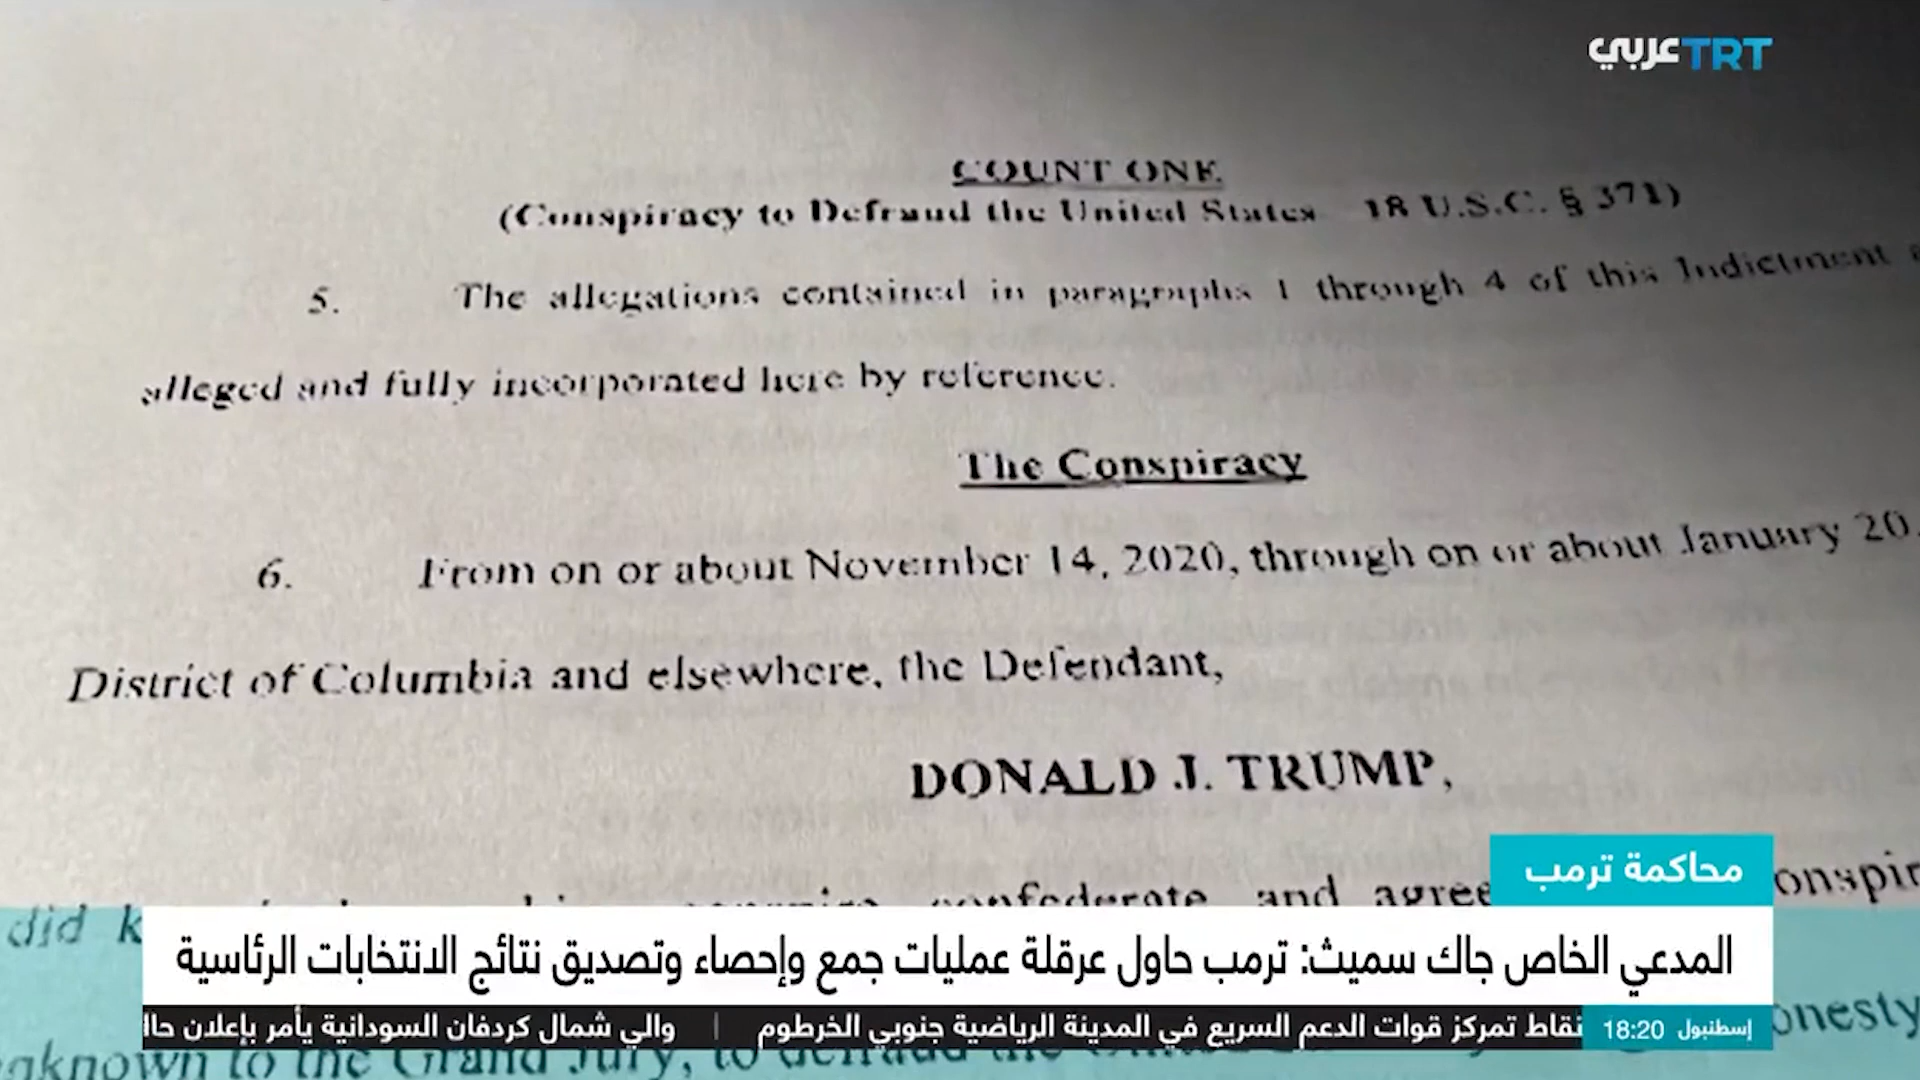 TRT عربي
COUNT ONE
(Conspiracy to Defraud the United States 18 U.S.C. § 371)
5. The allegations contained in paragraphs 1 through 4 of this Indictment
alleged and fully incorporated here by reference.
The Conspiracy
6. From on or about November 14, 2020, through on or about January 20,
District of Columbia and elsewhere, the Defendant,
DONALD J. TRUMP,
محاكمة ترمب
did confederate and agree
المدعي الخاص جاك سميث: ترمب حاول عرقلة عمليات جمع وإحصاء وتصديق نتائج الانتخابات الرئاسية
إسطنبول 18:20 نقاط تمركز قوات الدعم السريع في المدينة الرياضية جنوبي الخرطوم | والي شمال كردفان السودانية يأمر بإعلان
to the Grand Jury, to defraud the